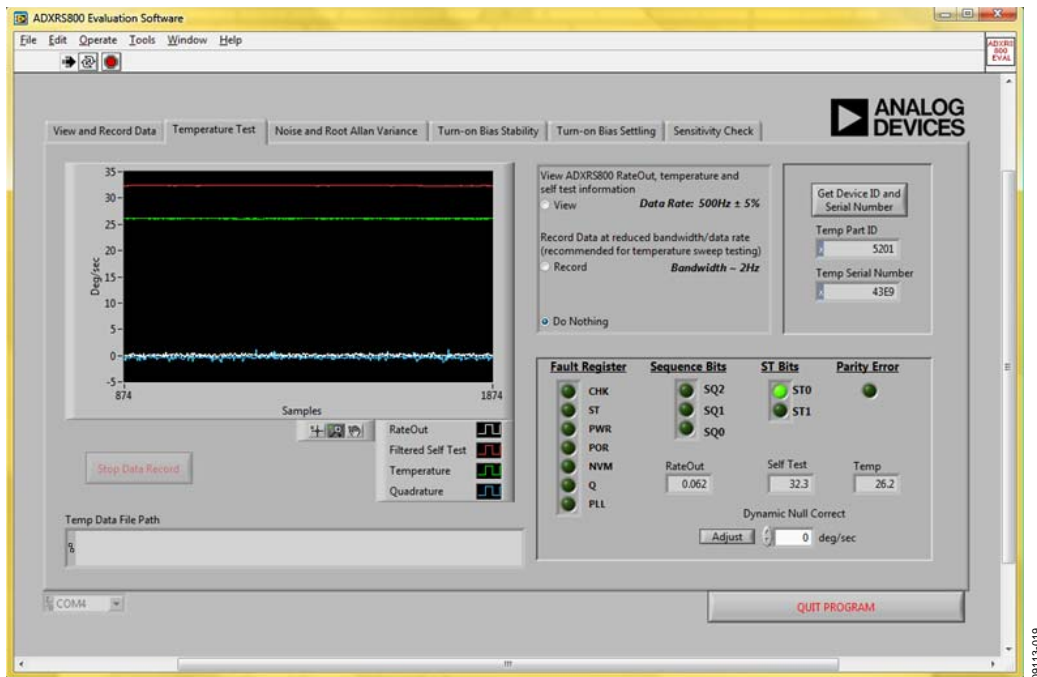 ADXRS800 Evaluation Software
File Edit Operate Tools Window Help
ADXRS
800
EVAL
ANALOG
DEVICES
View and Record Data
Temperature Test
Noise and Root Allan Variance
Turn-on Bias Stability
Turn-on Bias Settling
Sensitivity Check
35
30
25
20
15
10
5
0
-5
Deg/sec
874
1874
Samples
RateOut
Filtered Self Test
Temperature
Quadrature
Stop Data Record
Temp Data File Path
View ADXRS800 RateOut, temperature and
self test information
View Data Rate: 500Hz ± 5%
Record Data at reduced bandwidth/data rate
(recommended for temperature sweep testing)
Record Bandwidth ~ 2Hz
Do Nothing
Get Device ID and
Serial Number
Temp Part ID
x 5201
Temp Serial Number
x 43E9
Fault Register
CHK
ST
PWR
POR
NVM
Q
PLL
Sequence Bits
SQ2
SQ1
SQ0
ST Bits
ST0
ST1
Parity Error
RateOut
0.062
Self Test
32.3
Temp
26.2
Dynamic Null Correct
Adjust 0 deg/sec
COM4
QUIT PROGRAM
09113-019